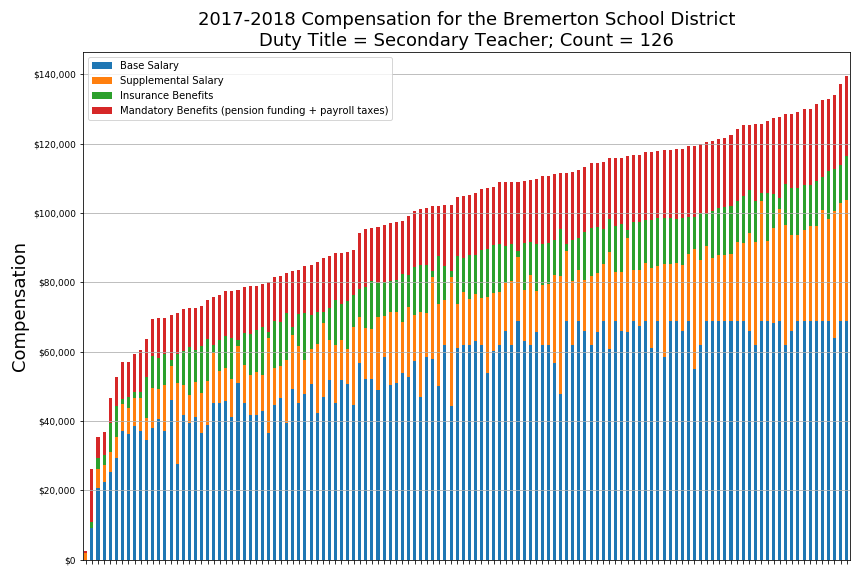 2017-2018 Compensation for the Bremerton School District
Duty Title = Secondary Teacher; Count = 126
Base Salary
Supplemental Salary
Insurance Benefits
Mandatory Benefits (pension funding + payroll taxes)
Compensation
$140,000
$120,000
$100,000
$80,000
$60,000
$40,000
$20,000
$0